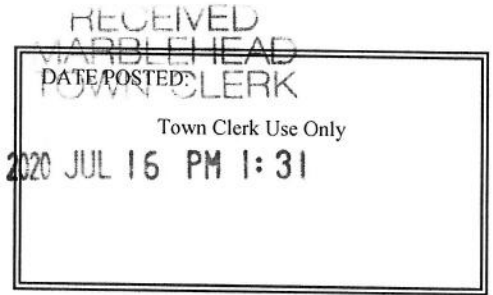 RECEIVED
MARBLEHEAD
TOWN CLERK
DATE/POSTED:
Town Clerk Use Only
2020 JUL 16 PM 1:31